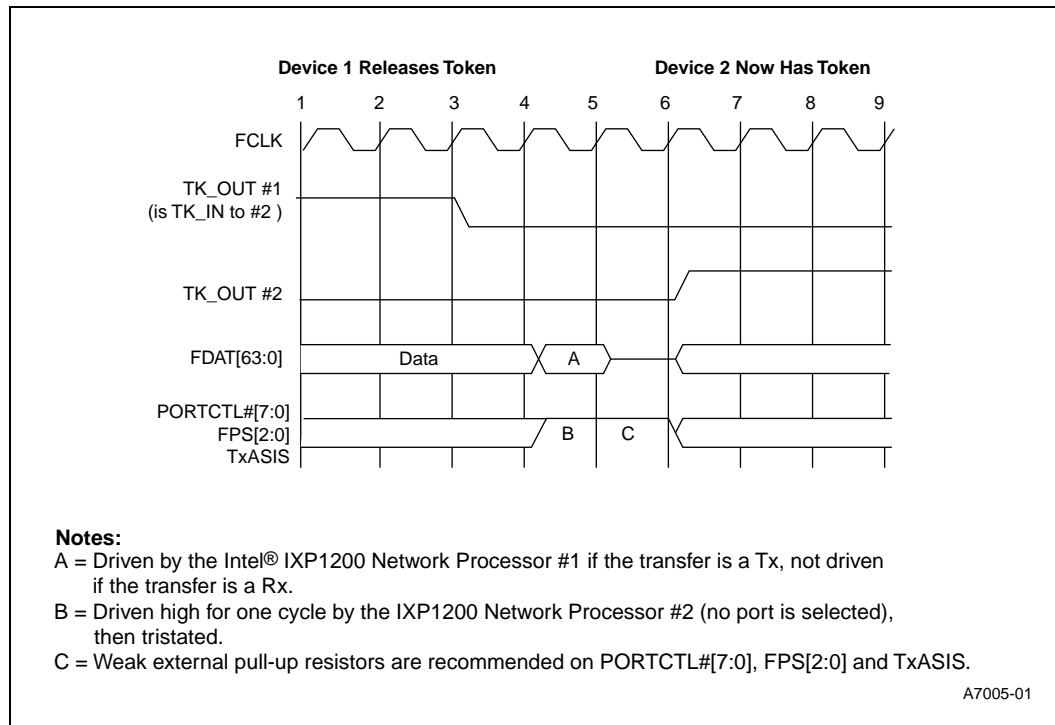 Device 1 Releases Token
Device 2 Now Has Token
1 2 3 4 5 6 7 8 9
FCLK
TK_OUT #1
(is TK_IN to #2 )
TK_OUT #2
FDAT[63:0]
Data
A
PORTCTL#[7:0]
FPS[2:0]
TxASIS
B
C
Notes:
A = Driven by the Intel® IXP1200 Network Processor #1 if the transfer is a Tx, not driven
if the transfer is a Rx.
B = Driven high for one cycle by the IXP1200 Network Processor #2 (no port is selected),
then tristated.
C = Weak external pull-up resistors are recommended on PORTCTL#[7:0], FPS[2:0] and TxASIS.
A7005-01